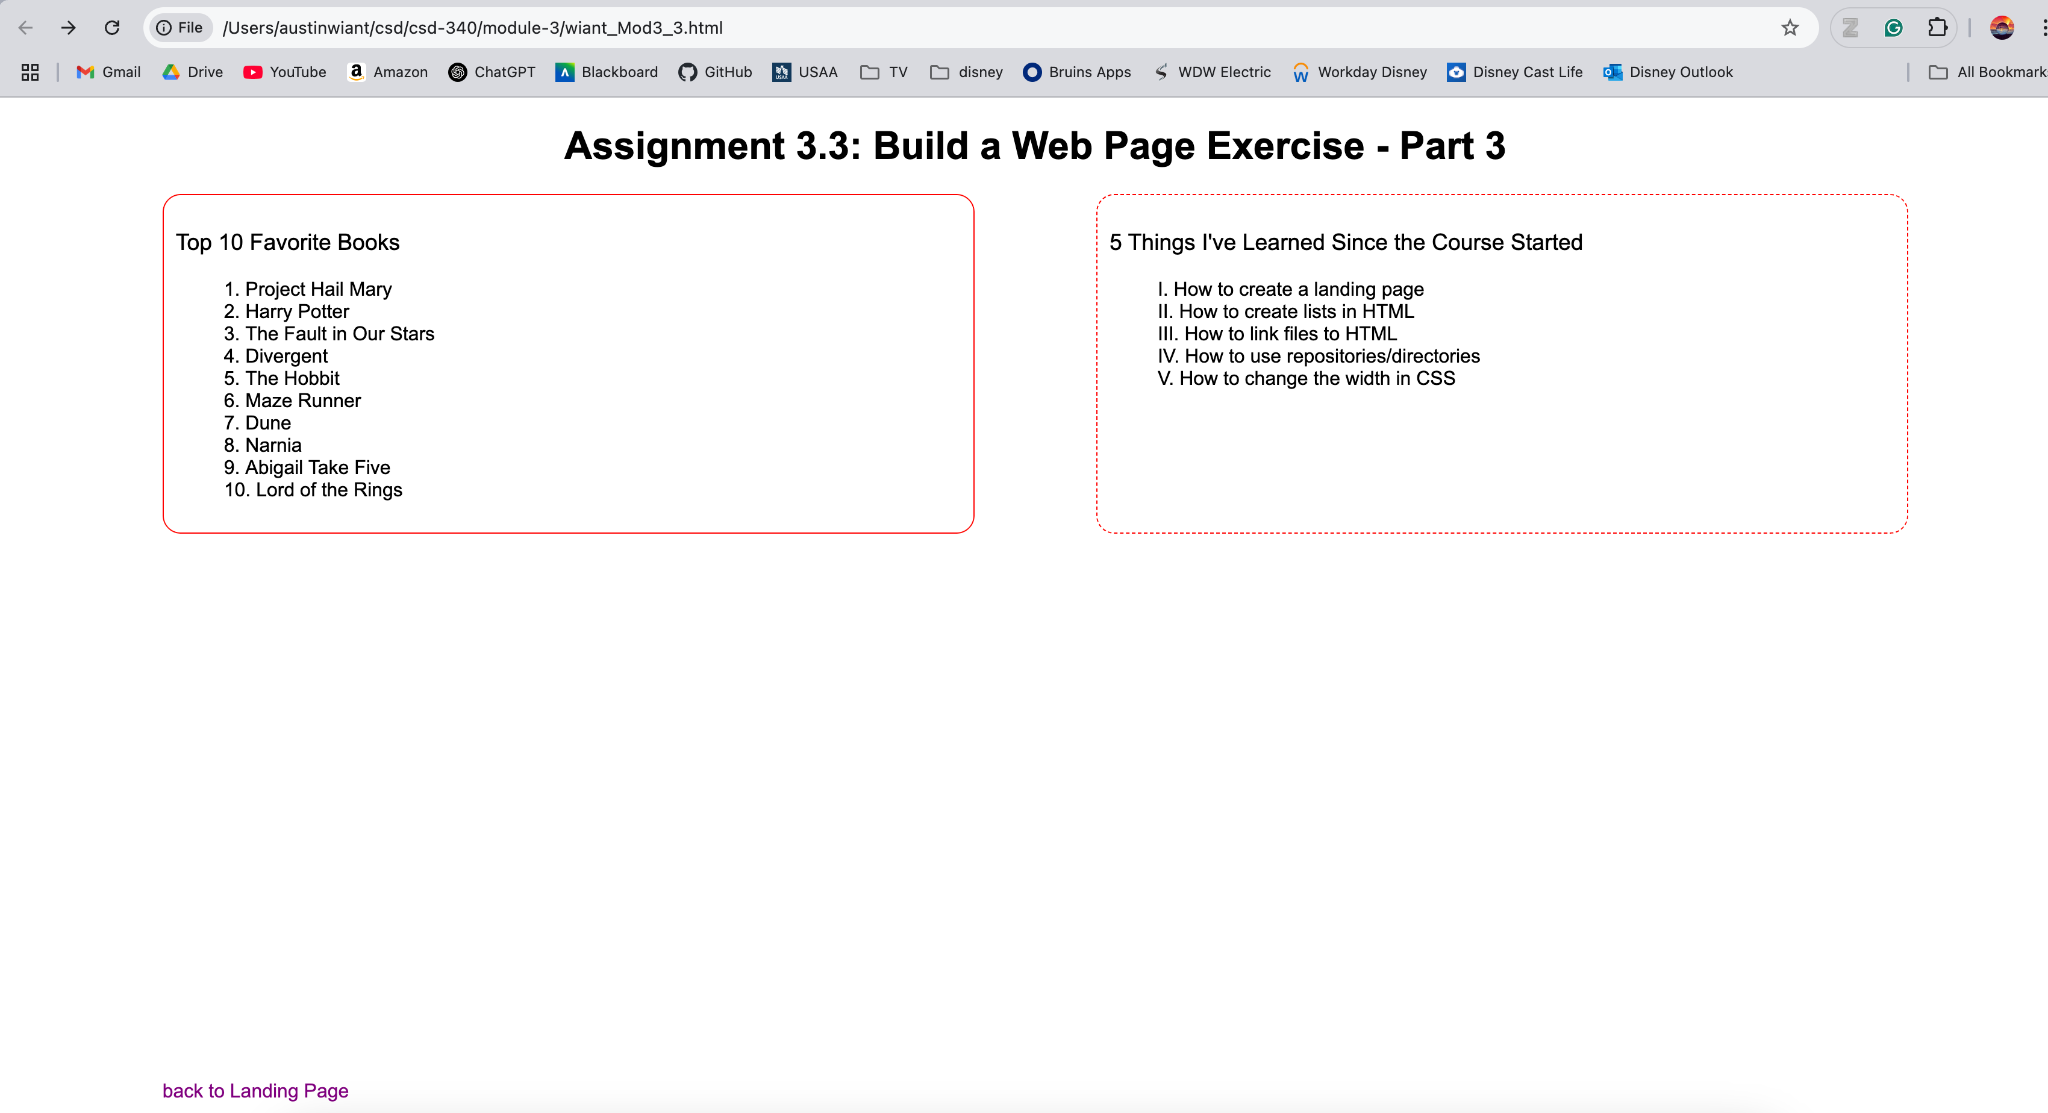 File /Users/austinwiant/csd/csd-340/module-3/wiant_Mod3_3.html
Gmail Drive YouTube Amazon ChatGPT Blackboard GitHub USAA TV disney Bruins Apps WDW Electric Workday Disney Disney Cast Life Disney Outlook All Bookmark
Assignment 3.3: Build a Web Page Exercise - Part 3
Top 10 Favorite Books
1. Project Hail Mary
2. Harry Potter
3. The Fault in Our Stars
4. Divergent
5. The Hobbit
6. Maze Runner
7. Dune
8. Narnia
9. Abigail Take Five
10. Lord of the Rings
5 Things I've Learned Since the Course Started
I. How to create a landing page
II. How to create lists in HTML
III. How to link files to HTML
IV. How to use repositories/directories
V. How to change the width in CSS
back to Landing Page